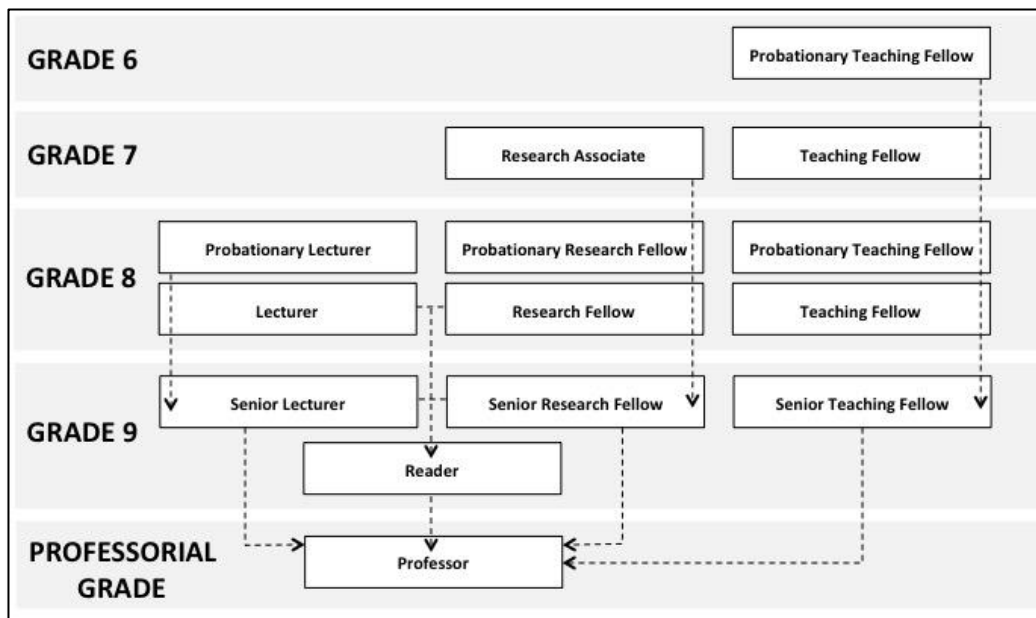 GRADE 6
Probationary Teaching Fellow
GRADE 7
Research Associate
Teaching Fellow
GRADE 8
Probationary Lecturer
Probationary Research Fellow
Probationary Teaching Fellow
Lecturer
Research Fellow
Teaching Fellow
GRADE 9
Senior Lecturer
Senior Research Fellow
Senior Teaching Fellow
Reader
PROFESSORIAL
GRADE
Professor